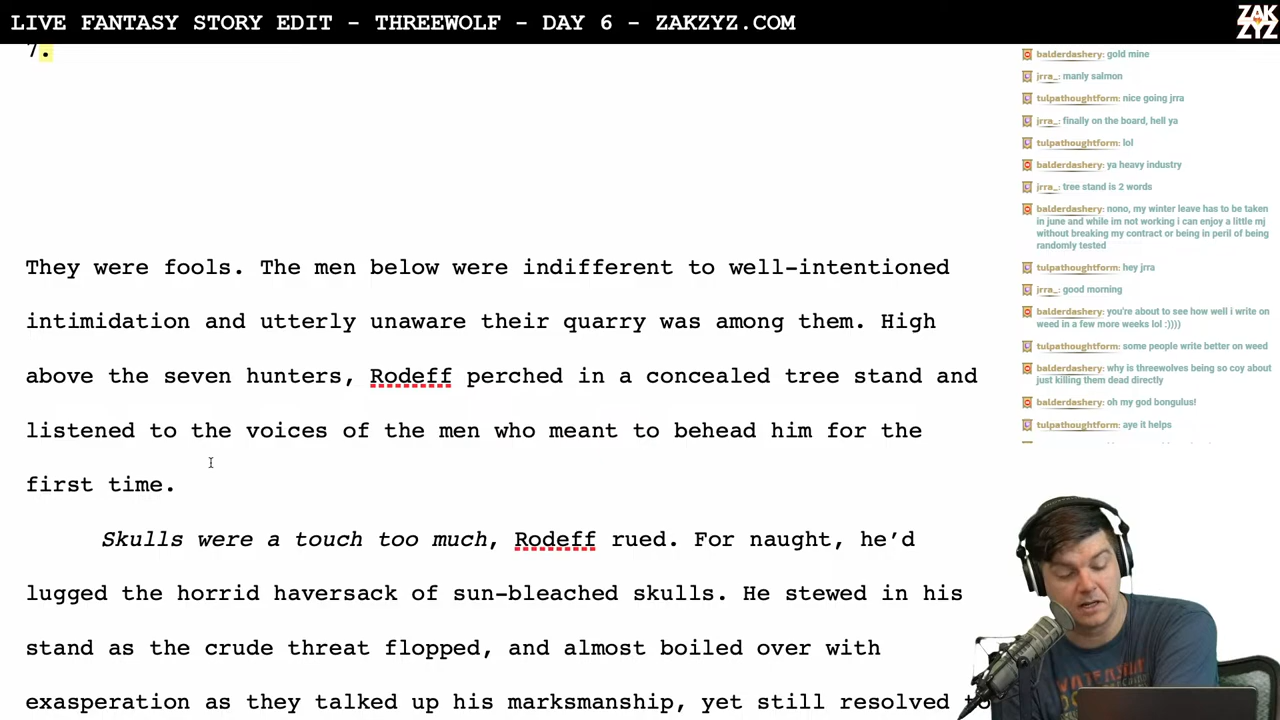 LIVE FANTASY STORY EDIT - THREEWOLF - DAY 6 - ZAKZYZ.COM
ZAK
ZYZ
7.
They were fools. The men below were indifferent to well-intentioned
intimidation and utterly unaware their quarry was among them. High
above the seven hunters, Rodeff perched in a concealed tree stand and
listened to the voices of the men who meant to behead him for the
first time.
Skulls were a touch too much, Rodeff rued. For naught, he’d
lugged the horrid haversack of sun-bleached skulls. He stewed in his
stand as the crude threat flopped, and almost boiled over with
exasperation as they talked up his marksmanship, yet still resolved to
balderdashery: gold mine
jrra_: manly salmon
tulpathoughtform: nice going jrra
jrra_: finally on the board, hell ya
tulpathoughtform: lol
balderdashery: ya heavy industry
jrra_: tree stand is 2 words
balderdashery: nono, my winter leave has to be taken
in june and while im not working i can enjoy a little mj
without breaking my contract or being in peril of being
randomly tested
tulpathoughtform: hey jrra
jrra_: good morning
balderdashery: you're about to see how well i write on
weed in a few more weeks lol :))))
tulpathoughtform: some people write better on weed
balderdashery: why is threewolves being so coy about
just killing them dead directly
balderdashery: oh my god bongulus!
tulpathoughtform: aye it helps